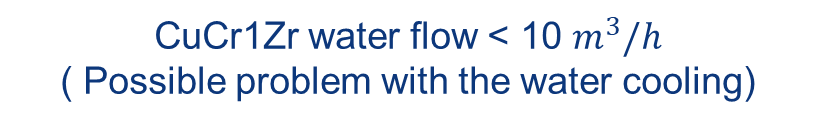 CuCr1Zr water flow < 10 m³/h
( Possible problem with the water cooling)